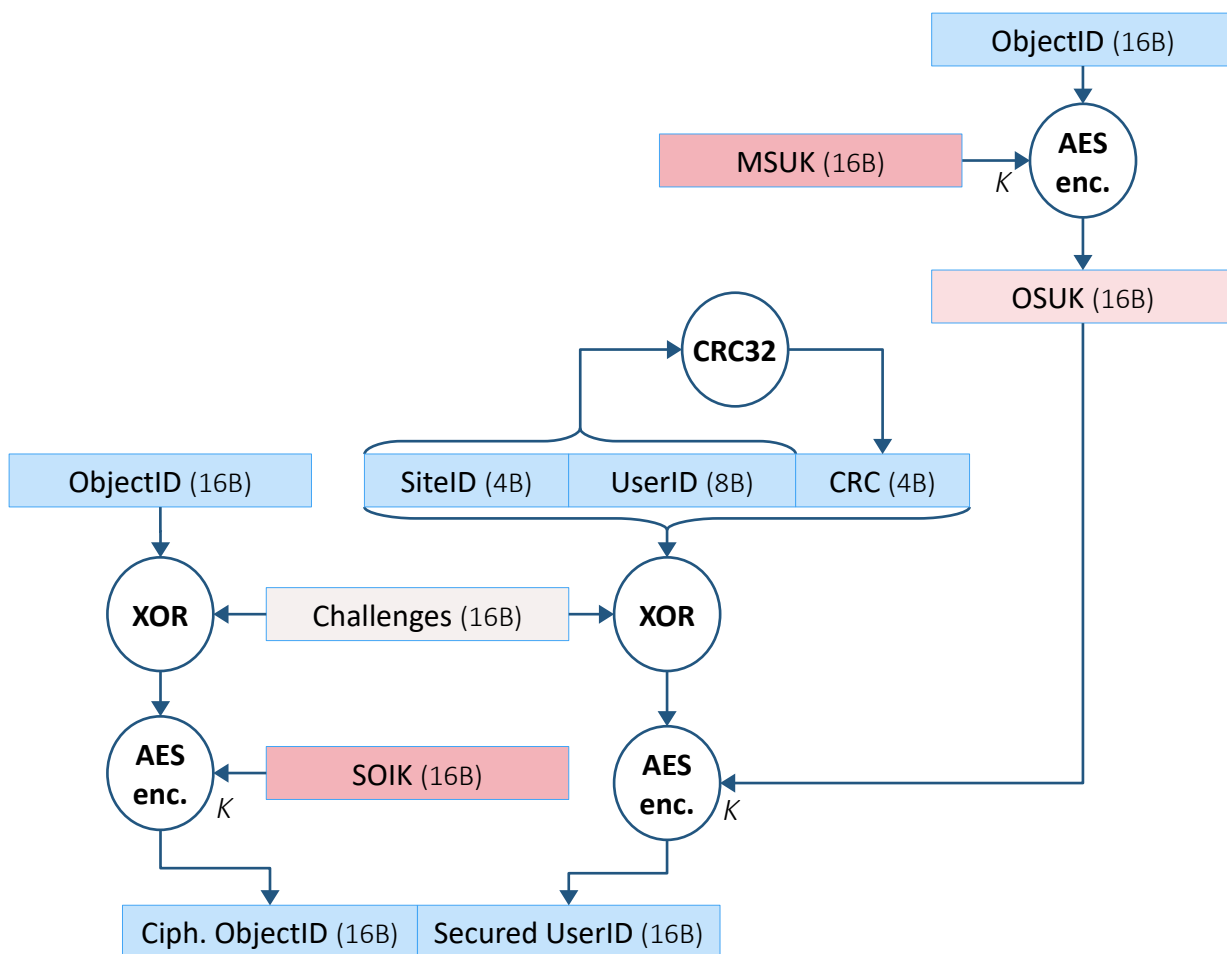 ObjectID (16B)
MSUK (16B)
AES
enc.
K
OSUK (16B)
CRC32
ObjectID (16B)
SiteID (4B)
UserID (8B)
CRC (4B)
XOR
Challenges (16B)
XOR
AES
enc.
K
SOIK (16B)
AES
enc.
K
Ciph. ObjectID (16B)
Secured UserID (16B)